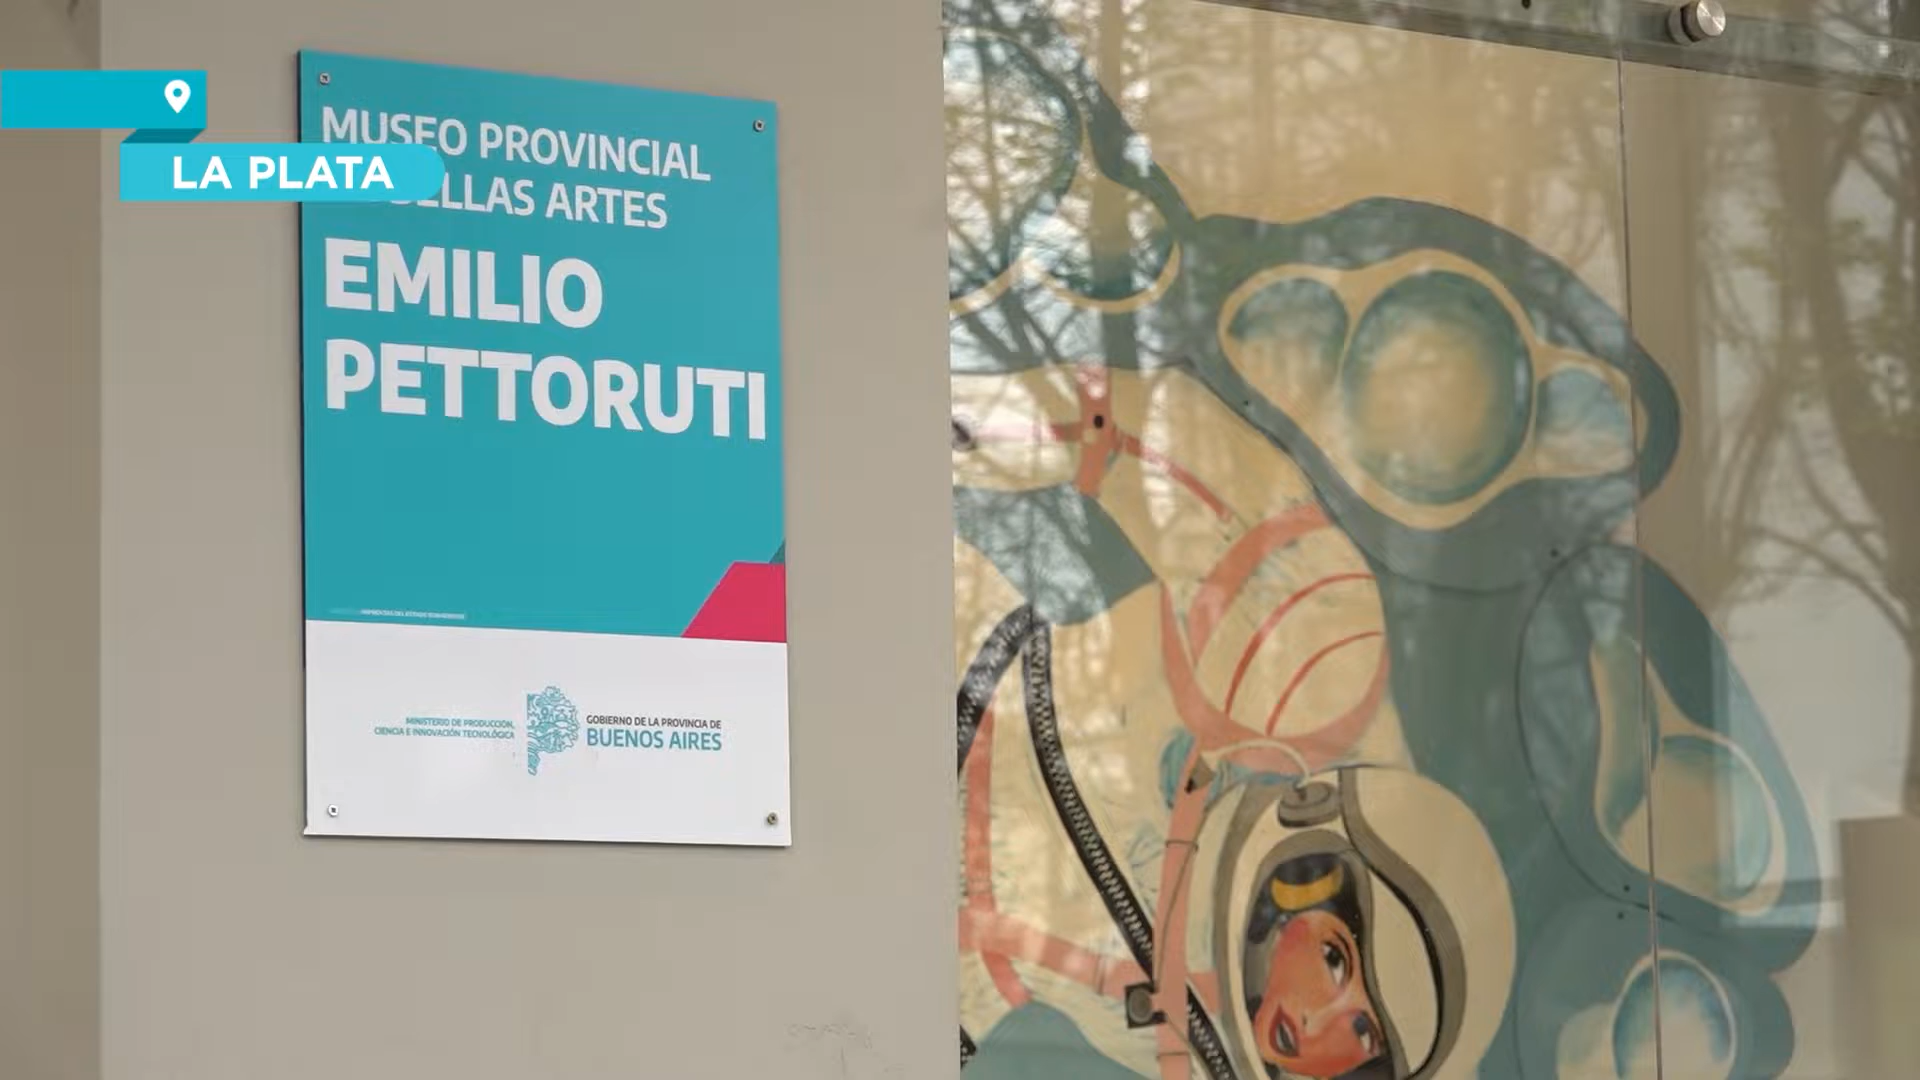 LA PLATA
MUSEO PROVINCIAL
ELLAS ARTES
EMILIO
PETTORUTI
MINISTERIO DE PRODUCCIÓN,
CIENCIA E INNOVACIÓN TECNOLÓGICA
GOBIERNO DE LA PROVINCIA DE
BUENOS AIRES